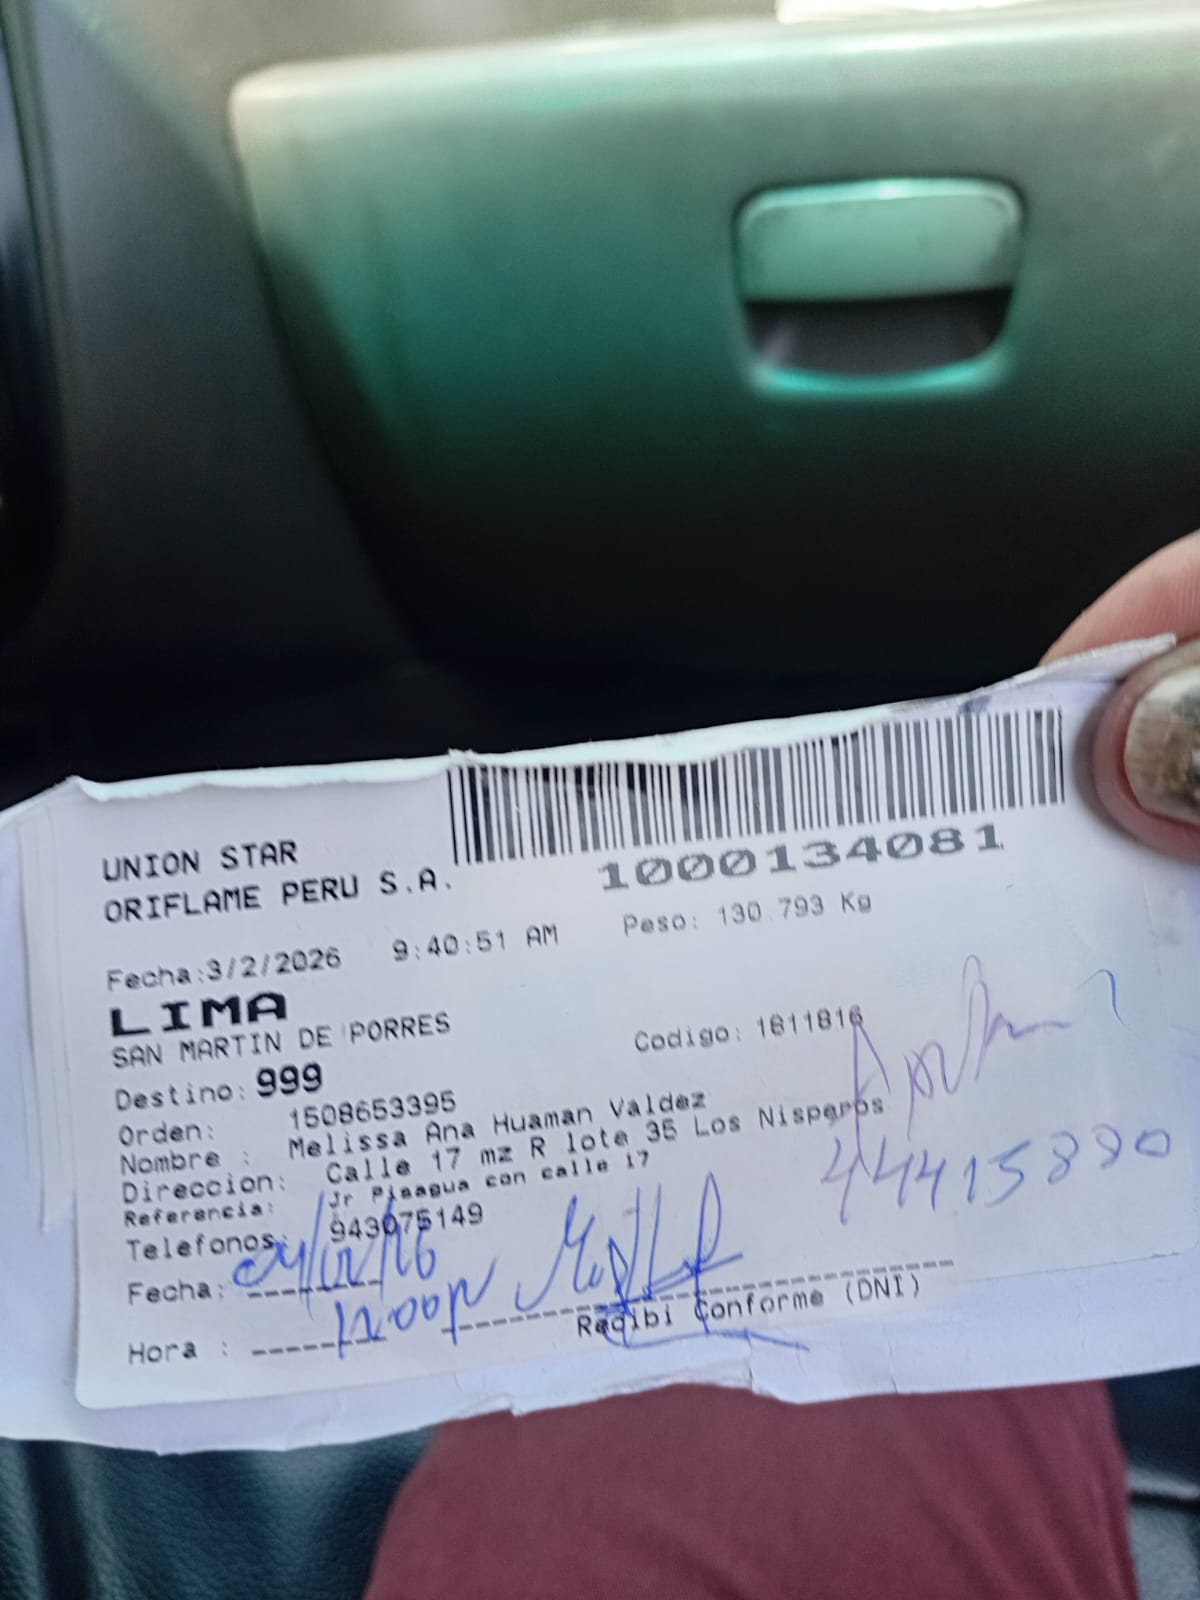 UNION STAR
ORIFLAME PERU S.A.
1000134081
Fecha:3/2/2026 9:40:51 AM Peso: 130.793 Kg
LIMA
SAN MARTIN DE PORRES
Codigo: 1611816
Destino: 999
Orden: 1508653395
Nombre : Melissa Ana Huaman Valdez
Direccion: Calle 17 mz R lote 35 Los Nisperos
Referencia: Jr Pisagua con calle 17
Telefonos: 943075149
44415880
Fecha:
Hora : 1200pm
Recibi Conforme (DNI)